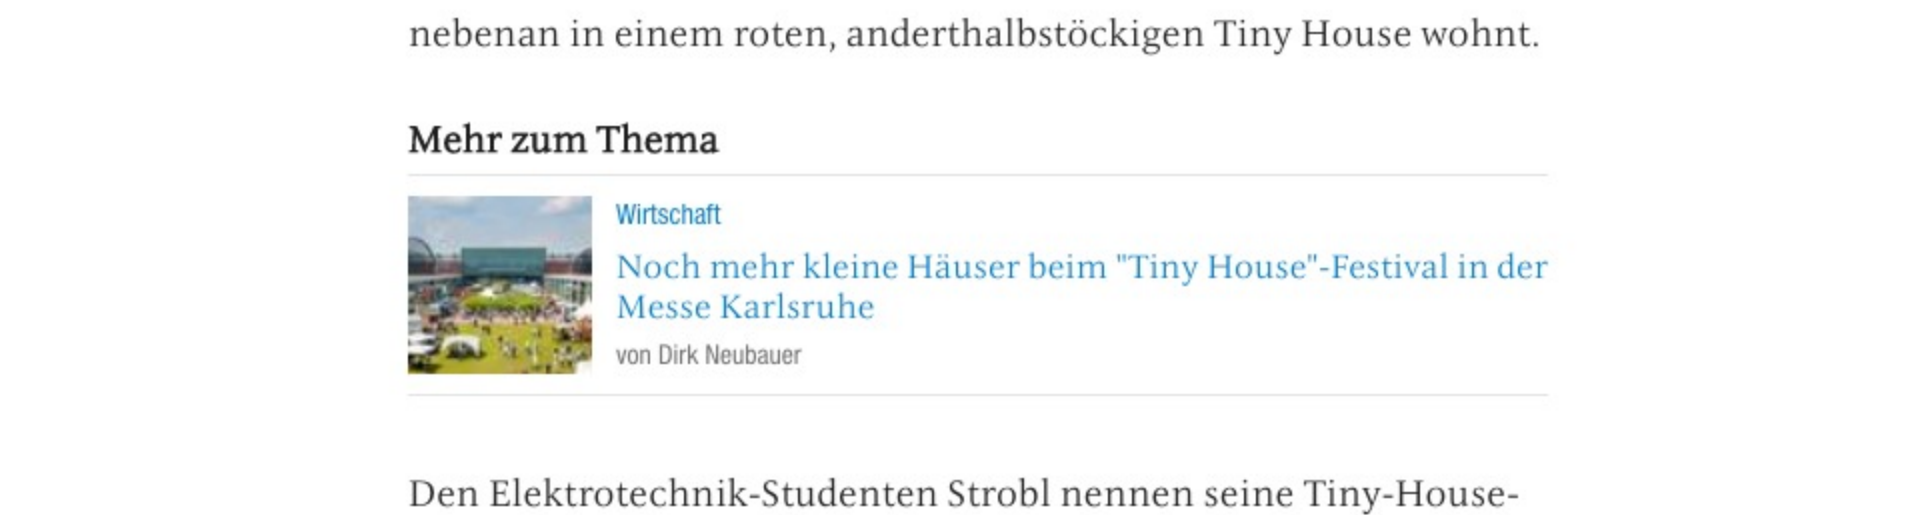 nebenan in einem roten, anderthalbstöckigen Tiny House wohnt.
Mehr zum Thema
Wirtschaft
Noch mehr kleine Häuser beim "Tiny House"-Festival in der
Messe Karlsruhe
von Dirk Neubauer
Den Elektrotechnik-Studenten Strobl nennen seine Tiny-House-